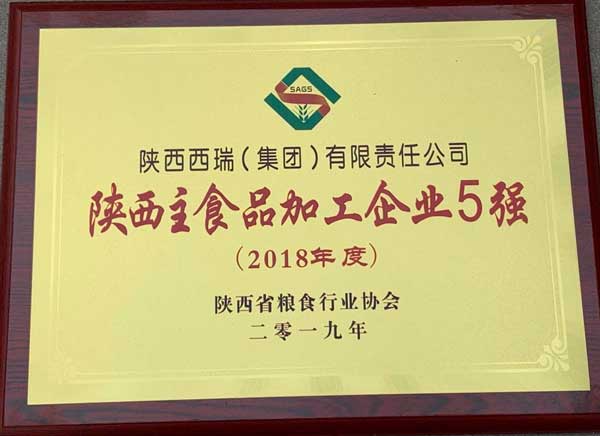 SAGS
陕西西瑞（集团）有限责任公司
陕西主食品加工企业5强
（2018年度）
陕西省粮食行业协会
二零一九年